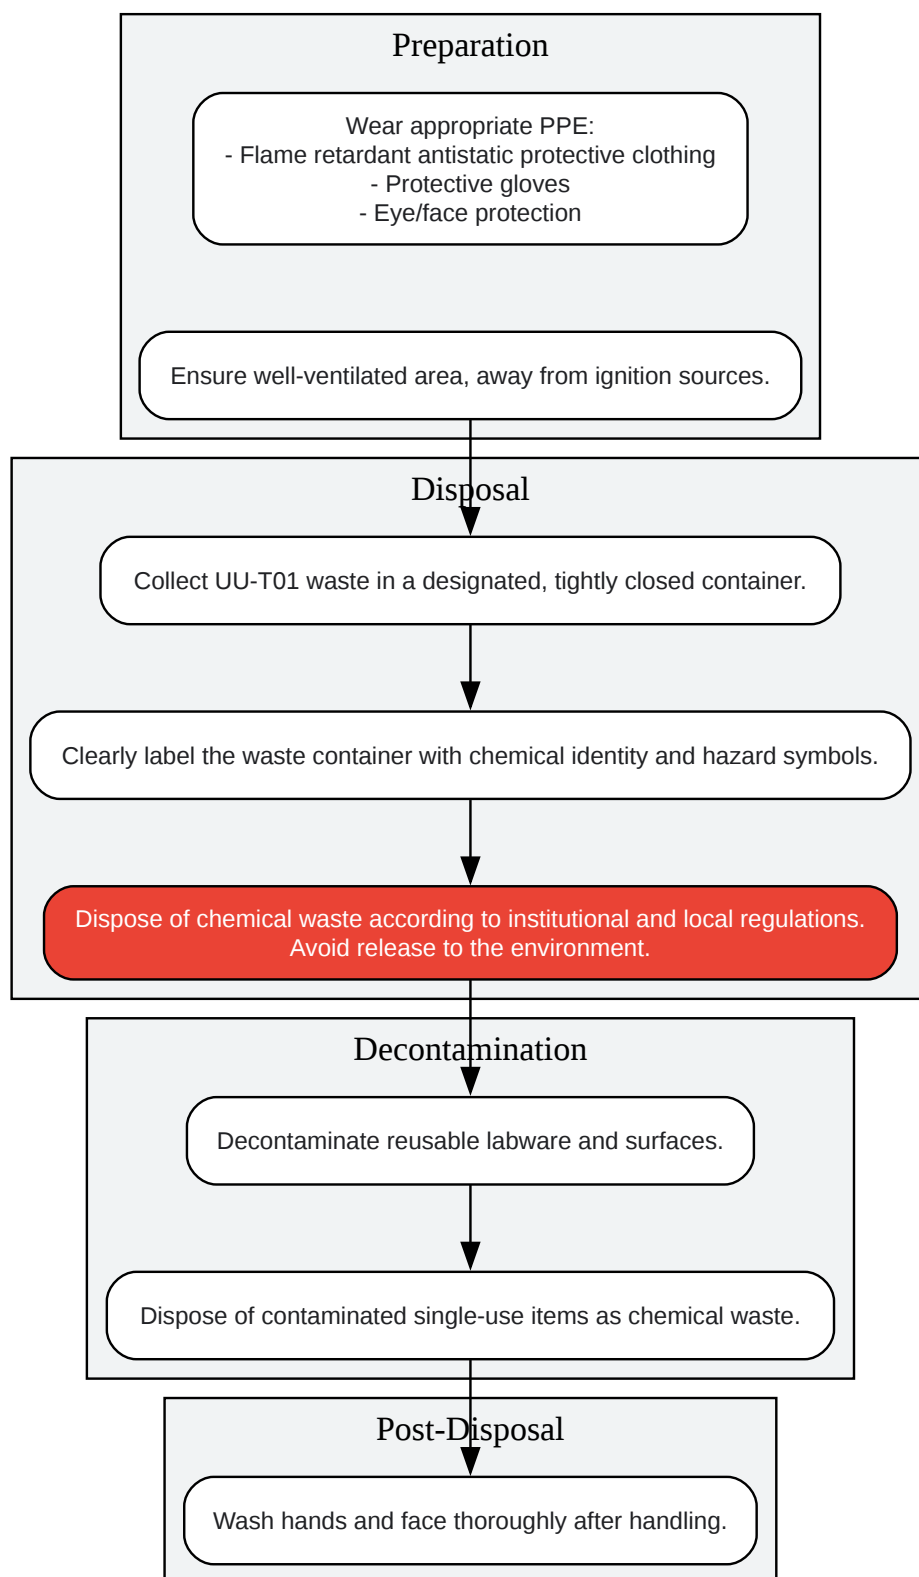 Preparation
Wear appropriate PPE:
- Flame retardant antistatic protective clothing
- Protective gloves
- Eye/face protection
Ensure well-ventilated area, away from ignition sources.
Disposal
Collect UU-T01 waste in a designated, tightly closed container.
Clearly label the waste container with chemical identity and hazard symbols.
Dispose of chemical waste according to institutional and local regulations.
Avoid release to the environment.
Decontamination
Decontaminate reusable labware and surfaces.
Dispose of contaminated single-use items as chemical waste.
Post-Disposal
Wash hands and face thoroughly after handling.